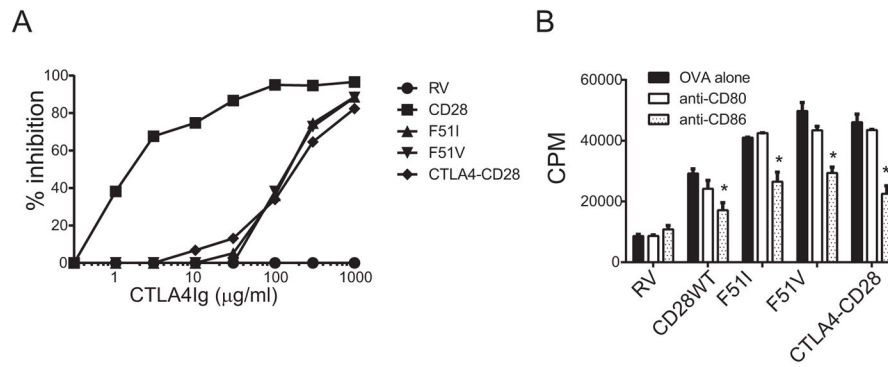 A
% inhibition
100
80
60
40
20
0
1
10
100
1000
CTLA4Ig (μg/ml)
RV
CD28
F51I
F51V
CTLA4-CD28
B
CPM
60000
40000
20000
0
OVA alone
anti-CD80
anti-CD86
*
*
*
*
RV
CD28WT
F51I
F51V
CTLA4-CD28